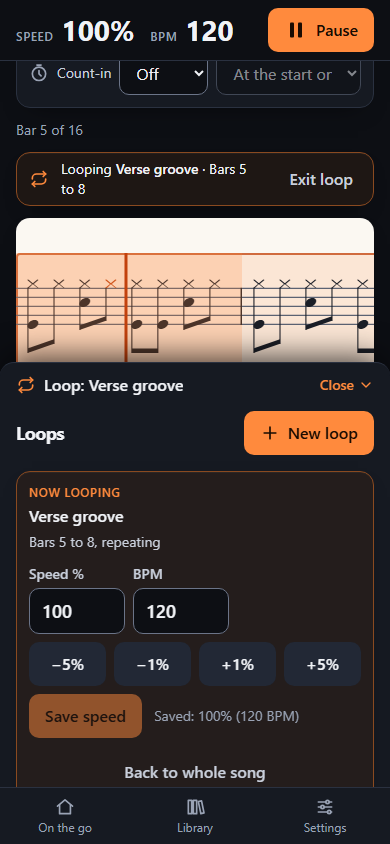 SPEED 100% BPM 120 Pause
Count-in Off At the start or
Bar 5 of 16
Looping Verse groove · Bars 5
to 8
Exit loop
Loop: Verse groove Close
Loops New loop
NOW LOOPING
Verse groove
Bars 5 to 8, repeating
Speed % BPM
100 120
−5% −1% +1% +5%
Save speed Saved: 100% (120 BPM)
Back to whole song
On the go Library Settings